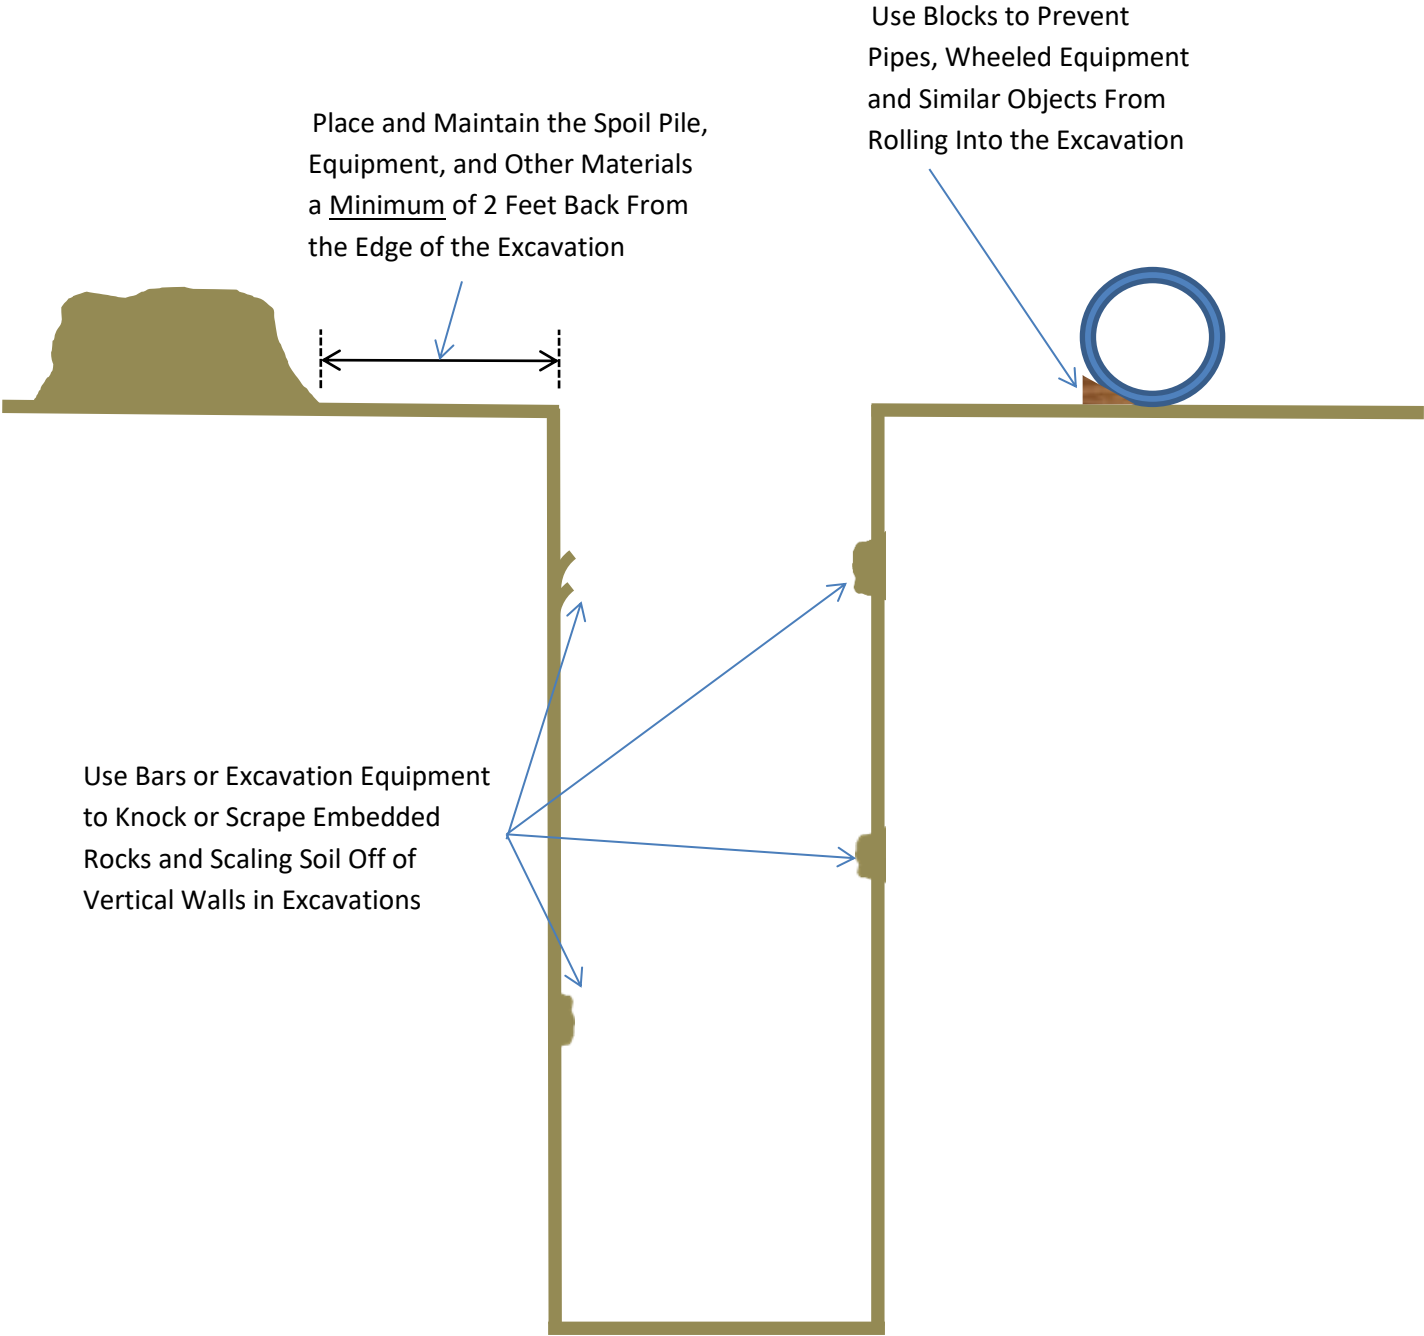 Use Blocks to Prevent
Pipes, Wheeled Equipment
and Similar Objects From
Rolling Into the Excavation
Place and Maintain the Spoil Pile,
Equipment, and Other Materials
a Minimum of 2 Feet Back From
the Edge of the Excavation
Use Bars or Excavation Equipment
to Knock or Scrape Embedded
Rocks and Scaling Soil Off of
Vertical Walls in Excavations